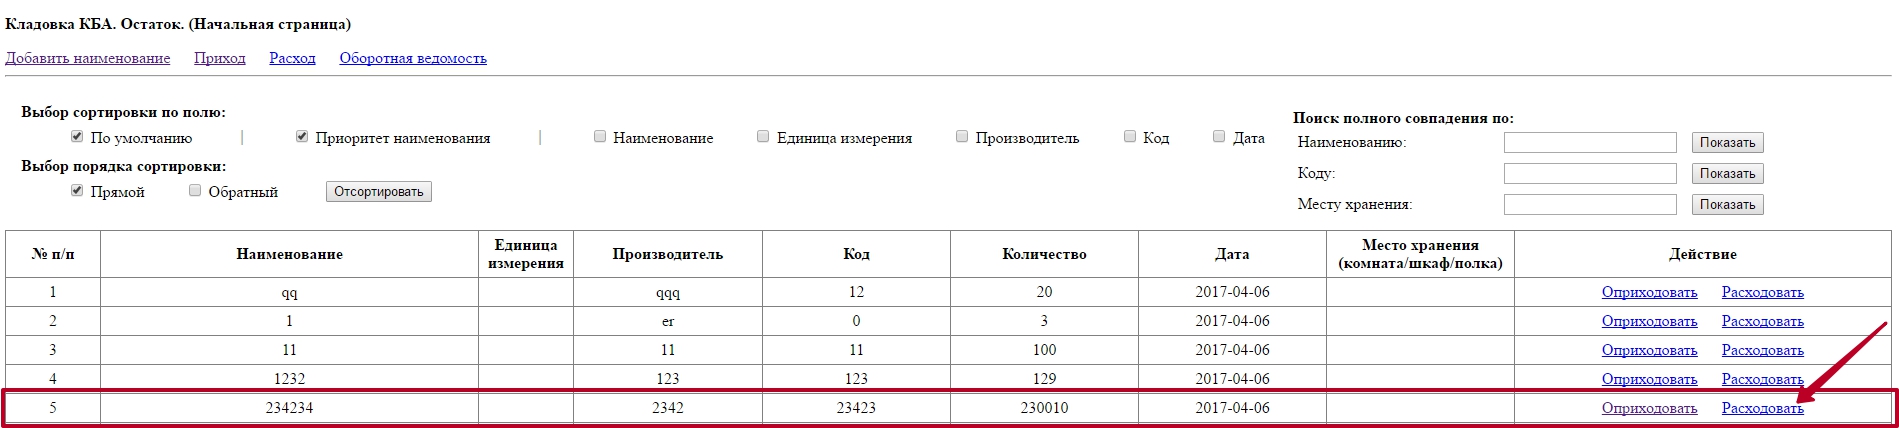 Кладовка КБА. Остаток. (Начальная страница)
Добавить наименование Приход Расход Оборотная ведомость
Выбор сортировки по полю:
По умолчанию | Приоритет наименования | Наименование Единица измерения Производитель Код Дата
Выбор порядка сортировки:
Прямой Обратный Отсортировать
Поиск полного совпадения по:
Наименованию: Показать
Коду: Показать
Месту хранения: Показать
№ п/п Наименование Единица измерения Производитель Код Количество Дата Место хранения (комната/шкаф/полка) Действие
1 qq qqq 12 20 2017-04-06 Оприходовать Расходовать
2 1 er 0 3 2017-04-06 Оприходовать Расходовать
3 11 11 11 100 2017-04-06 Оприходовать Расходовать
4 1232 123 123 129 2017-04-06 Оприходовать Расходовать
5 234234 2342 23423 230010 2017-04-06 Оприходовать Расходовать